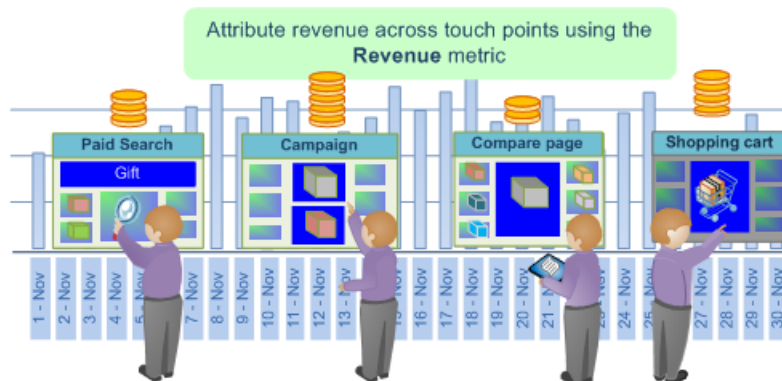 Attribute revenue across touch points using the
Revenue metric
Paid Search
Campaign
Compare page
Shopping cart
Gift
1 - Nov
2 - Nov
3 - Nov
4 - Nov
7 - Nov
8 - Nov
9 - Nov
10 - Nov
11 - Nov
12 - Nov
13 - Nov
16 - Nov
17 - Nov
18 - Nov
19 - Nov
20 - Nov
21 - Nov
24 - Nov
27 - Nov
28 - Nov
29 - Nov
30 - Nov